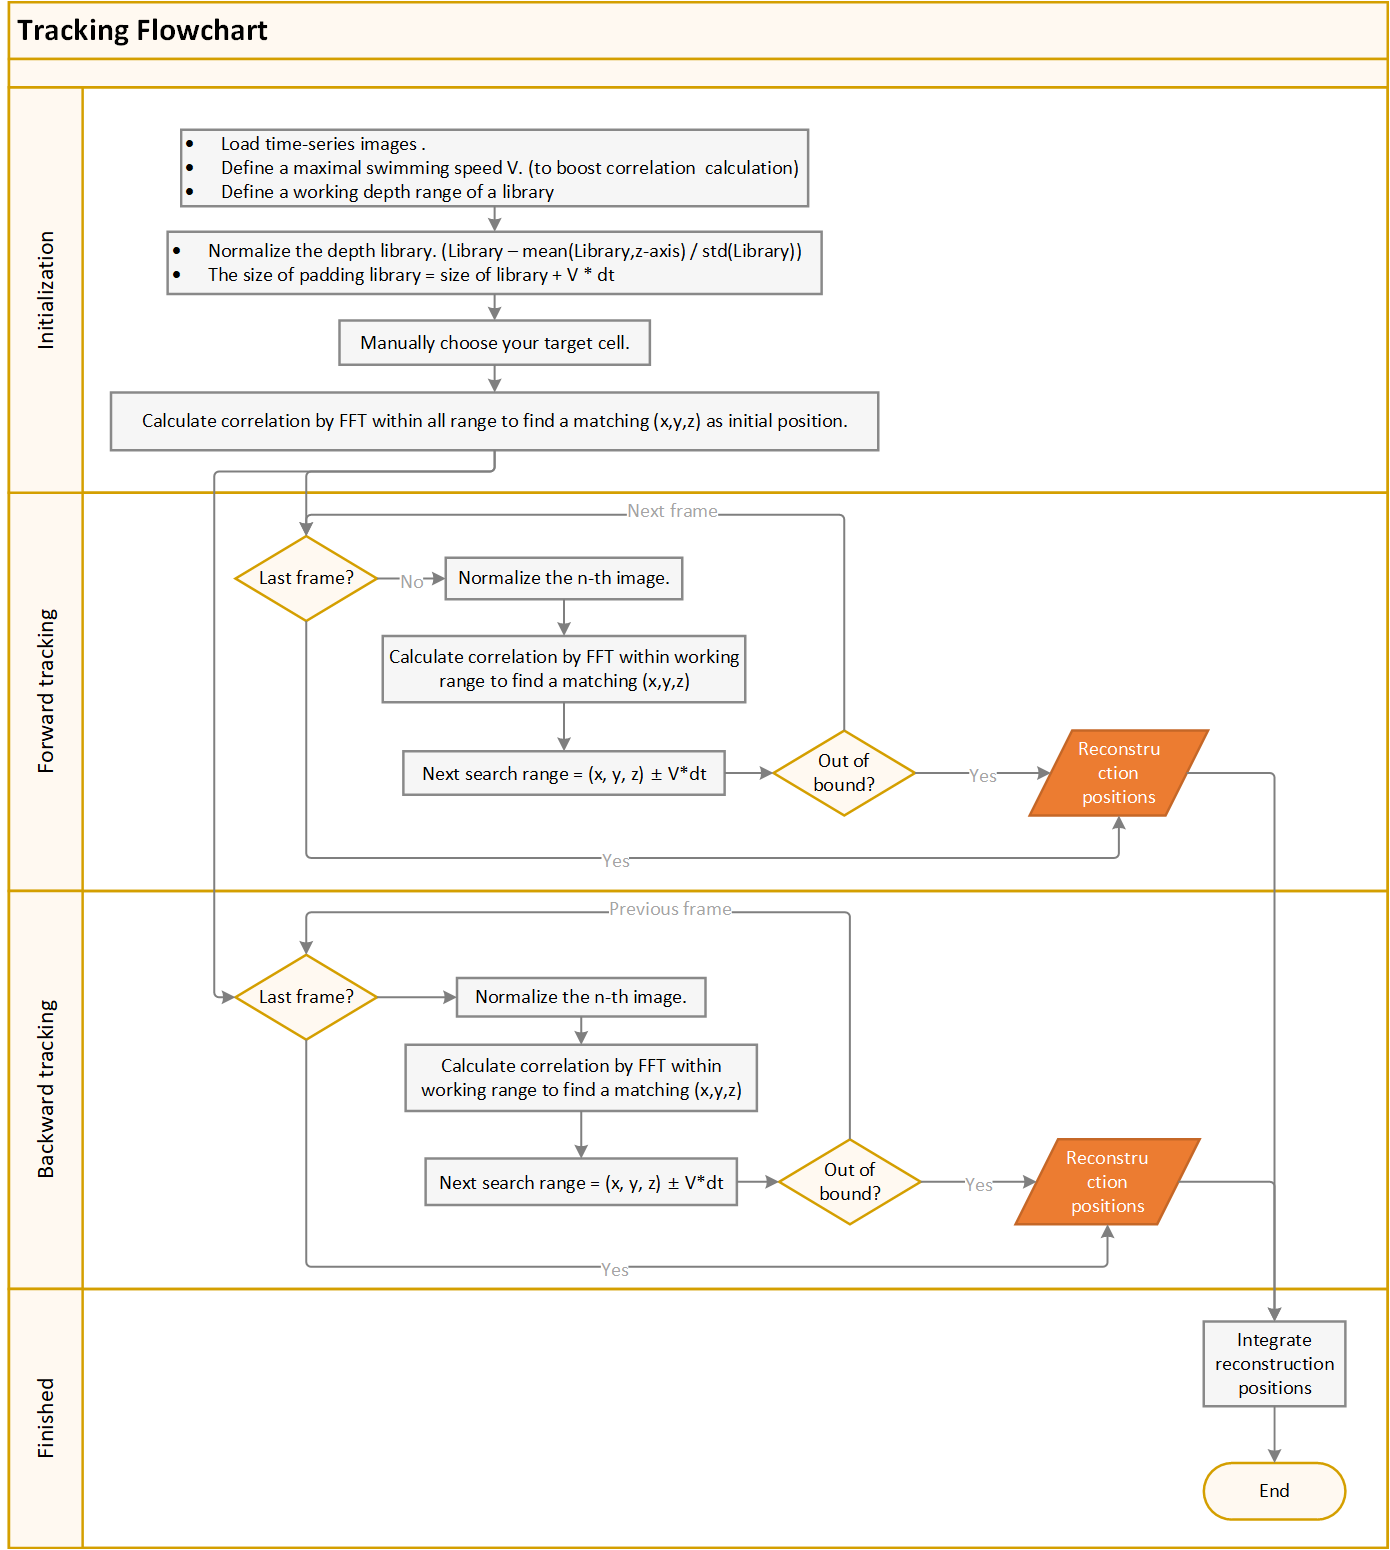 Tracking Flowchart
Initialization
• Load time-series images .
• Define a maximal swimming speed V. (to boost correlation calculation)
• Define a working depth range of a library
• Normalize the depth library. (Library – mean(Library,z-axis) / std(Library))
• The size of padding library = size of library + V * dt
Manually choose your target cell.
Calculate correlation by FFT within all range to find a matching (x,y,z) as initial position.
Forward tracking
Next frame
Last frame?
No
Normalize the n-th image.
Calculate correlation by FFT within working
range to find a matching (x,y,z)
Next search range = (x, y, z) ± V*dt
Out of
bound?
Yes
Reconstru
ction
positions
Yes
Backward tracking
Previous frame
Last frame?
Normalize the n-th image.
Calculate correlation by FFT within
working range to find a matching (x,y,z)
Next search range = (x, y, z) ± V*dt
Out of
bound?
Yes
Reconstru
ction
positions
Yes
Finished
Integrate
reconstruction
positions
End